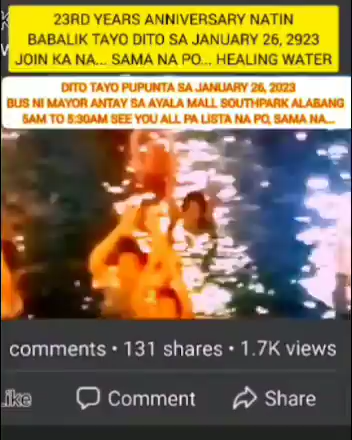 23RD YEARS ANNIVERSARY NATIN
BABALIK TAYO DITO SA JANUARY 26, 2923
JOIN KA NA... SAMA NA PO... HEALING WATER
DITO TAYO PUPUNTA SA JANUARY 26, 2023
BUS NI MAYOR ANTAY SA AYALA MALL SOUTHPARK ALABANG
5AM TO 5:30AM SEE YOU ALL PA LISTA NA PO, SAMA NA...
comments • 131 shares • 1.7K views
Like
Comment
Share